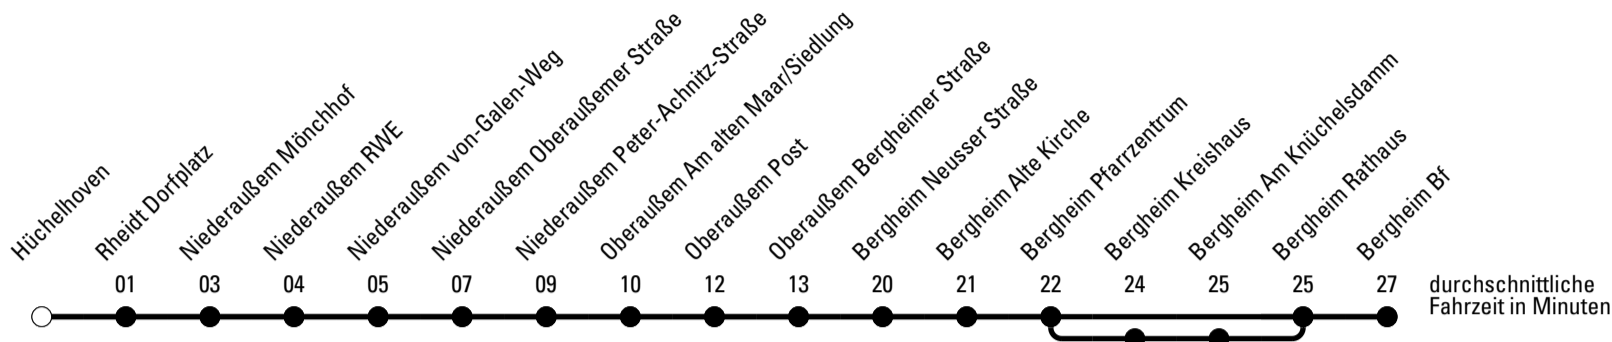 Hüchelhoven
Rheidt Dorfplatz
Niederaußem Mönchhof
Niederaußem RWE
Niederaußem von-Galen-Weg
Niederaußem Oberaußemer Straße
Niederaußem Peter-Achnitz-Straße
Oberaußem Am alten Maar/Siedlung
Oberaußem Post
Oberaußem Bergheimer Straße
Bergheim Neusser Straße
Bergheim Alte Kirche
Bergheim Pfarrzentrum
Bergheim Kreishaus
Bergheim Am Knüchelsdamm
Bergheim Rathaus
Bergheim Bf
01 03 04 05 07 09 10 12 13 20 21 22 24 25 25 27
durchschnittliche
Fahrzeit in Minuten